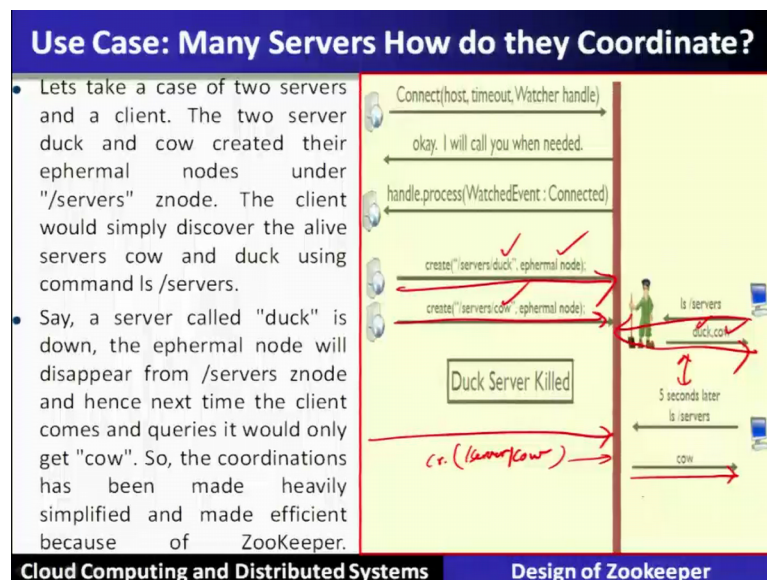 Use Case: Many Servers How do they Coordinate?
• Lets take a case of two servers
and a client. The two server
duck and cow created their
ephermal nodes under
"/servers" znode. The client
would simply discover the alive
servers cow and duck using
command ls /servers.
• Say, a server called "duck" is
down, the ephermal node will
disappear from /servers znode
and hence next time the client
comes and queries it would only
get "cow". So, the coordinations
has been made heavily
simplified and made efficient
because of ZooKeeper.
Connect(host, timeout, Watcher handle)
okay. I will call you when needed.
handle.process(WatchedEvent : Connected)
create("/servers/duck", ephermal node);
create("/servers/cow", ephermal node);
ls /servers
duck,cow
Duck Server Killed
5 seconds later
ls /servers
cow
cr. (/server/cow)
Cloud Computing and Distributed Systems
Design of Zookeeper